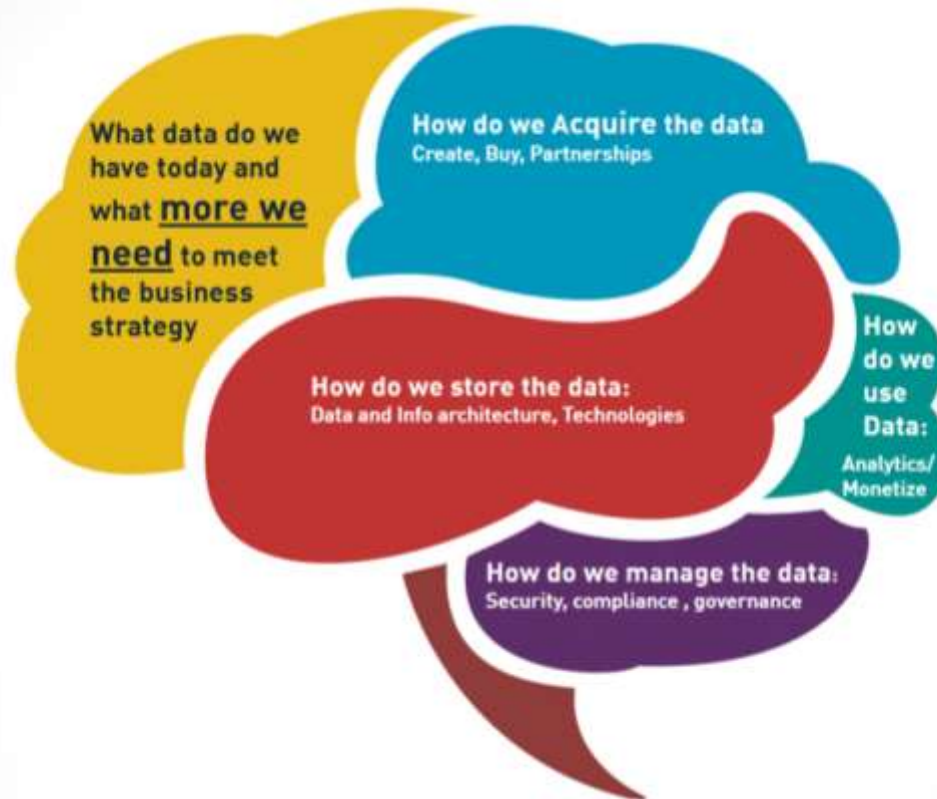 What data do we
have today and
what more we
need to meet
the business
strategy
How do we Acquire the data
Create, Buy, Partnerships
How do we store the data:
Data and Info architecture, Technologies
How
do we
use
Data:
Analytics/
Monetize
How do we manage the data:
Security, compliance , governance